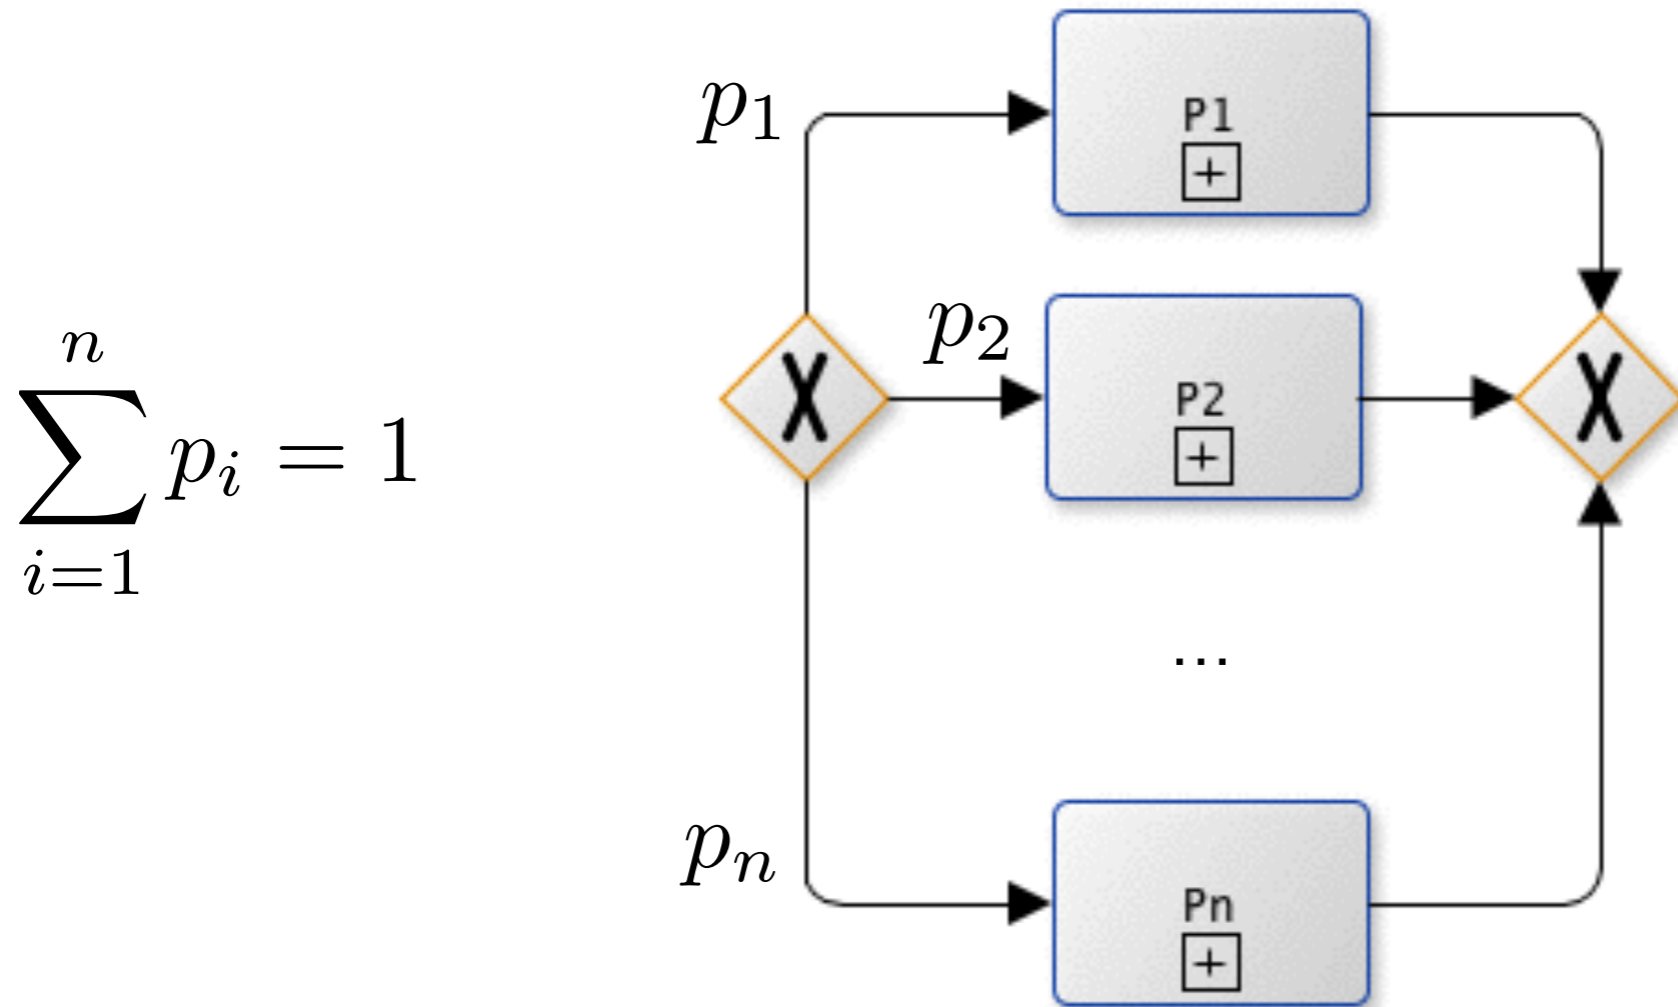 n
∑ p_i = 1
i=1
p_1
P1
+
X
p_2
P2
+
X
...
p_n
Pn
+